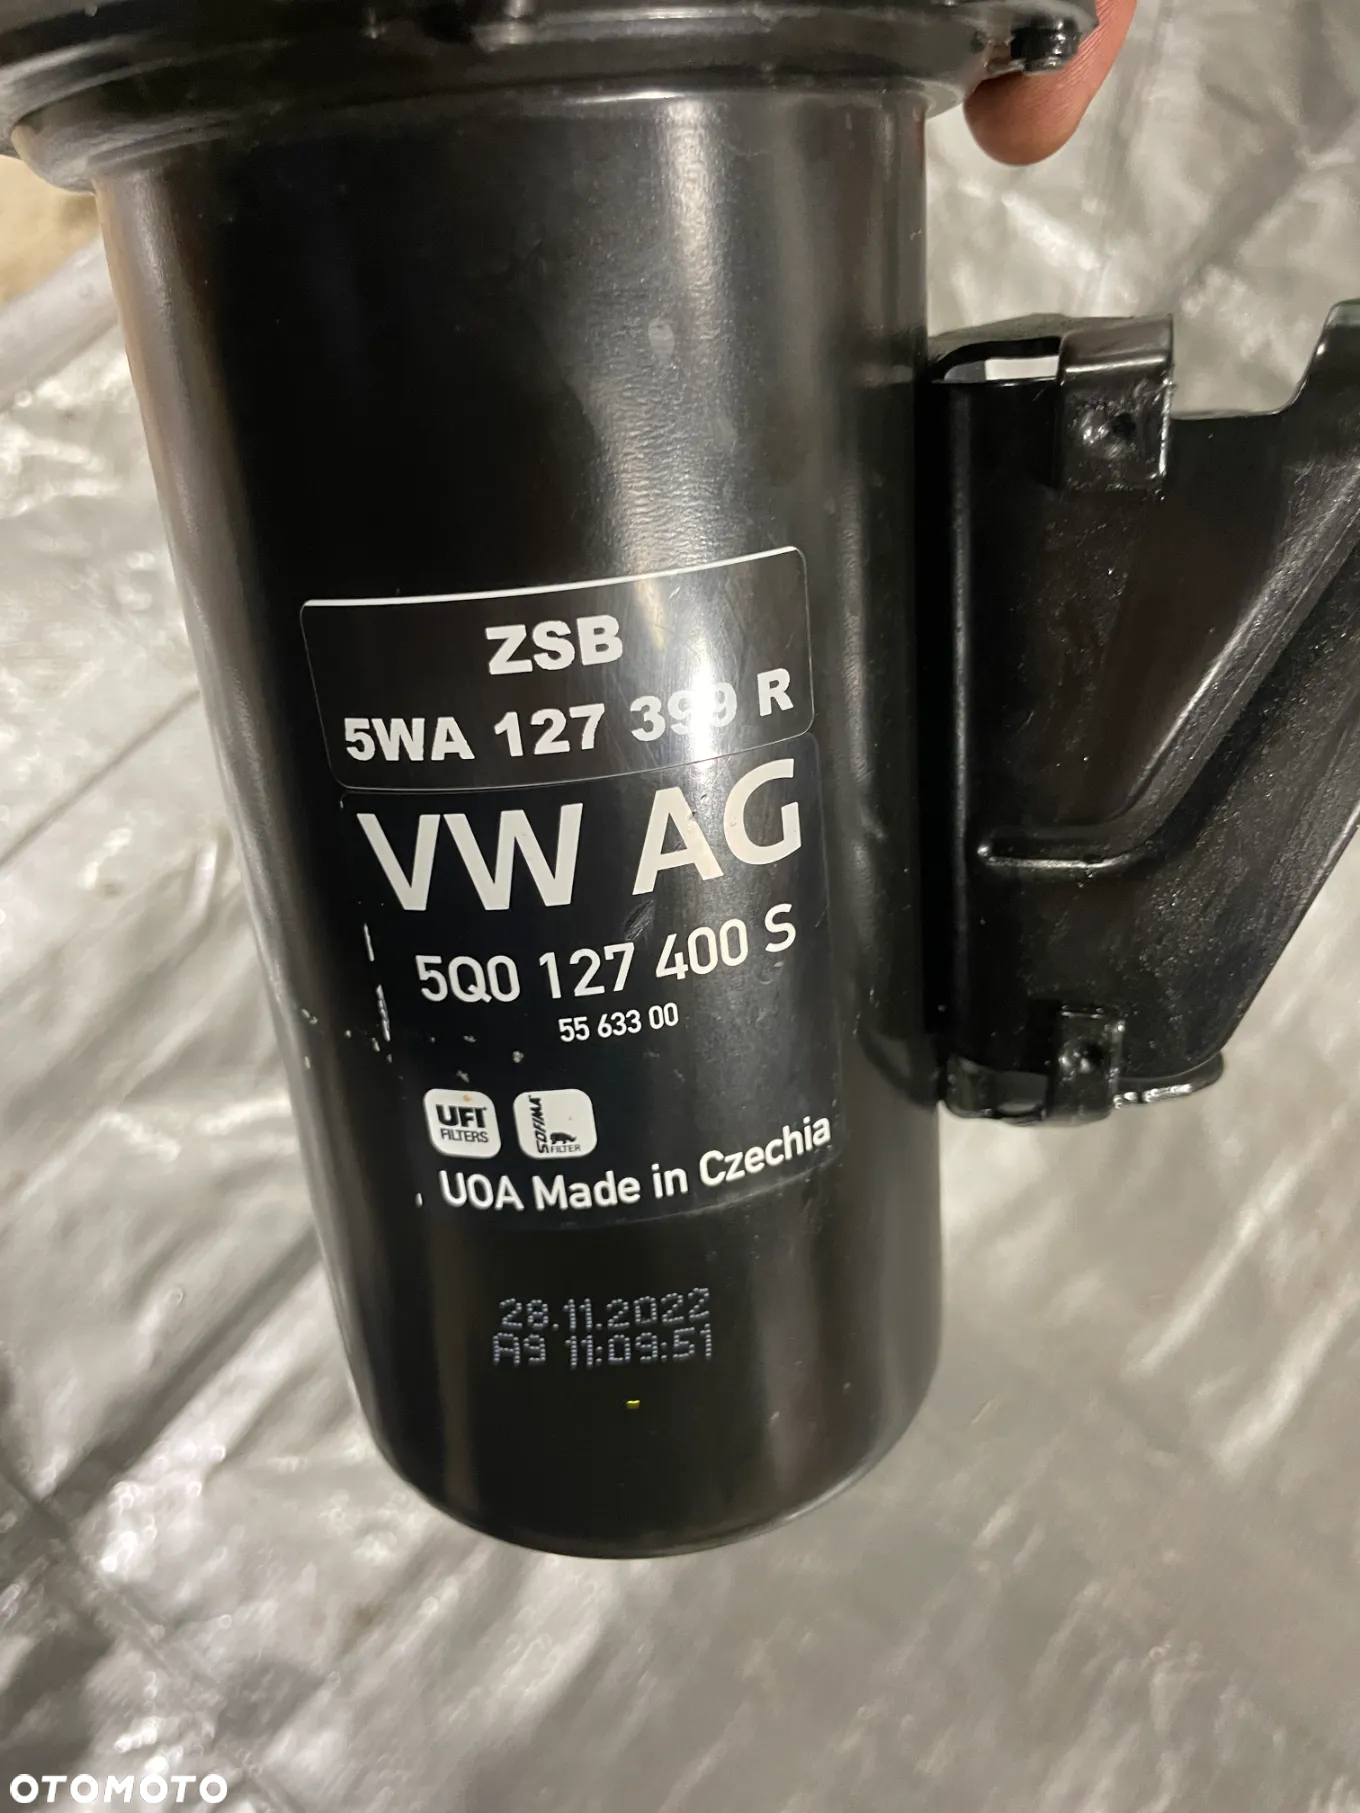 ZSB
5WA 127 399 R
VW AG
5Q0 127 400 S
55 633 00
UFI
FILTERS
SOFIMA
FILTER
UOA Made in Czechia
28.11.2022
A9 11:09:51
OTOMOTO